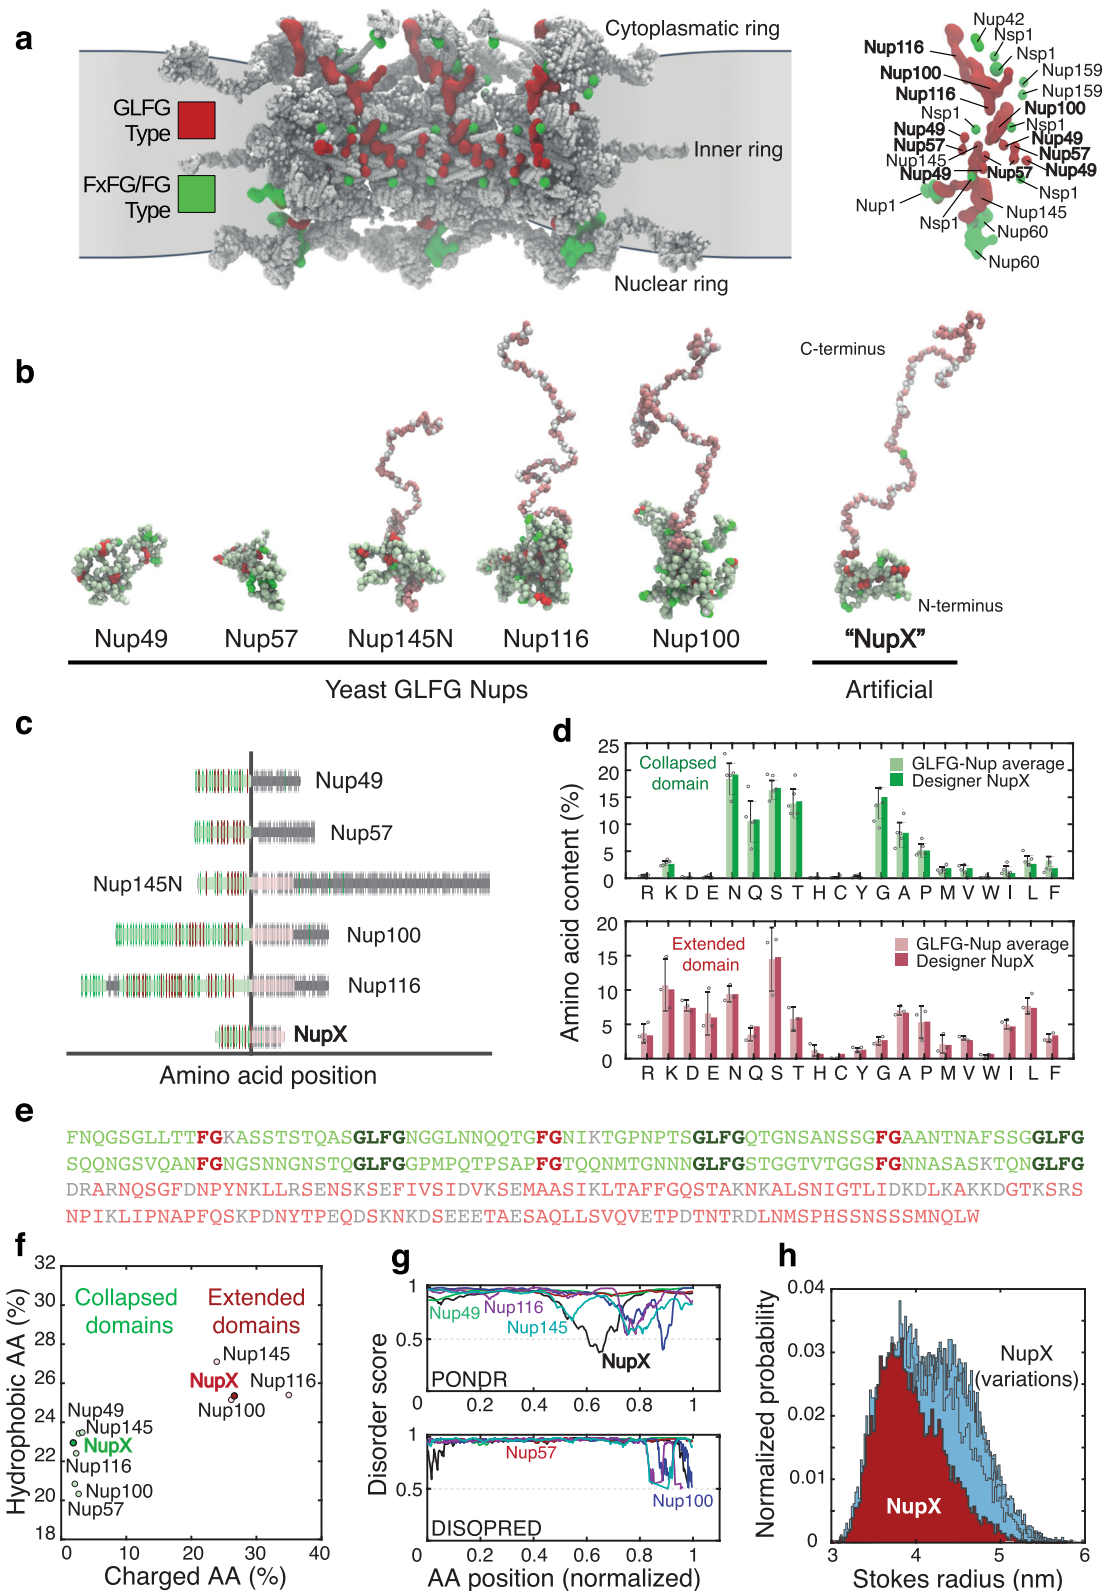 a
Cytoplasmatic ring
GLFG
Type
FxFG/FG
Type
Inner ring
Nuclear ring
Nup42
Nsp1
Nup116
Nsp1
Nup100
Nup159
Nup116
Nup159
Nup100
Nsp1
Nsp1
Nup49
Nup49
Nup57
Nup57
Nup145
Nup49
Nup57
Nup49
Nsp1
Nup1
Nup145
Nsp1
Nup60
Nup60
b
C-terminus
N-terminus
Nup49
Nup57
Nup145N
Nup116
Nup100
“NupX”
Yeast GLFG Nups
Artificial
c
Nup49
Nup57
Nup145N
Nup100
Nup116
NupX
Amino acid position
d
Amino acid content (%)
25
20
15
10
5
0
Collapsed
domain
GLFG-Nup average
Designer NupX
R K D E N Q S T H C Y G A P M V W I L F
20
15
10
5
0
Extended
domain
GLFG-Nup average
Designer NupX
R K D E N Q S T H C Y G A P M V W I L F
e
FNQGSGLLTTFGKASSTSTQASGLFGNGGLNNQQTGFGNIKTGPNPTSGLFGQTGNSANSSGFGAANTNAFSSGGLFG
SQQNGSVQANFGNGSNNGNSTQGLFGGPMPQTPSAPFGTQQNMTGNNNGLFGSTGGTVTGGSFGNNASASKTQNGLFG
DRARNQSGFDNPYNKLLRSENSKSEFIVSIDVKSEMAASIKLTAFFGQSTAKNKALSNIGTLIDKDLKAKKDGTKSRS
NPIKLIPNAPFQSKPDNYTPEQDSKNKDSEEETAESAQLLSVQVETPDTNTRDLNMSPHSSNSSSMNQLW
f
Hydrophobic AA (%)
32
30
28
26
24
22
20
18
Collapsed
domains
Extended
domains
Nup145
NupX
Nup116
Nup100
Nup49
Nup145
NupX
Nup116
Nup100
Nup57
0 10 20 30 40
Charged AA (%)
g
Disorder score
1
0.5
Nup49
Nup116
Nup145
NupX
PONDR
0 0.2 0.4 0.6 0.8 1
1
0.5
Nup57
Nup100
DISOPRED
0 0.2 0.4 0.6 0.8 1
AA position (normalized)
h
Normalized probability
0.04
0.03
0.02
0.01
0
NupX
(variations)
NupX
3 4 5 6
Stokes radius (nm)